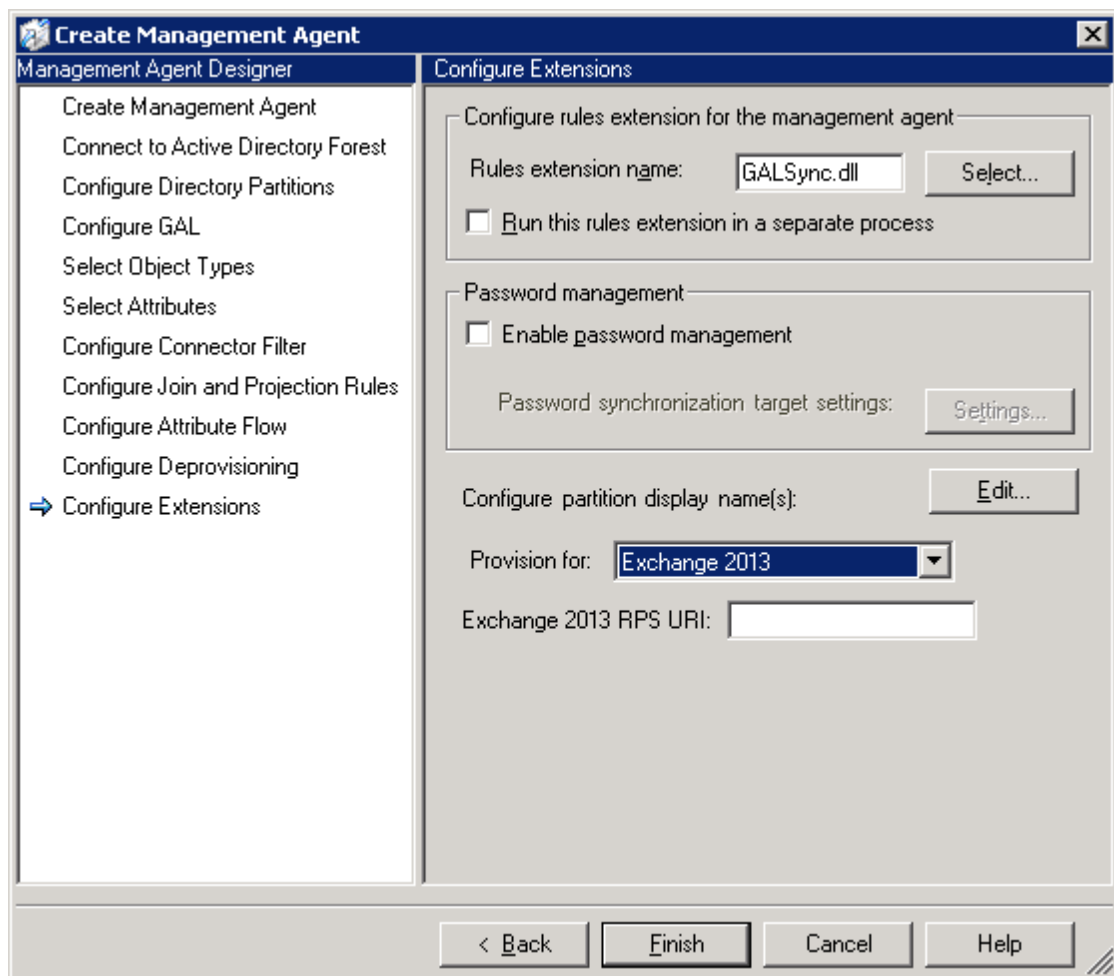 Create Management Agent
Management Agent Designer
Create Management Agent
Connect to Active Directory Forest
Configure Directory Partitions
Configure GAL
Select Object Types
Select Attributes
Configure Connector Filter
Configure Join and Projection Rules
Configure Attribute Flow
Configure Deprovisioning
Configure Extensions
Configure Extensions
Configure rules extension for the management agent
Rules extension name: GALSync.dll Select...
Run this rules extension in a separate process
Password management
Enable password management
Password synchronization target settings: Settings...
Configure partition display name(s): Edit...
Provision for: Exchange 2013
Exchange 2013 RPS URI:
< Back Finish Cancel Help